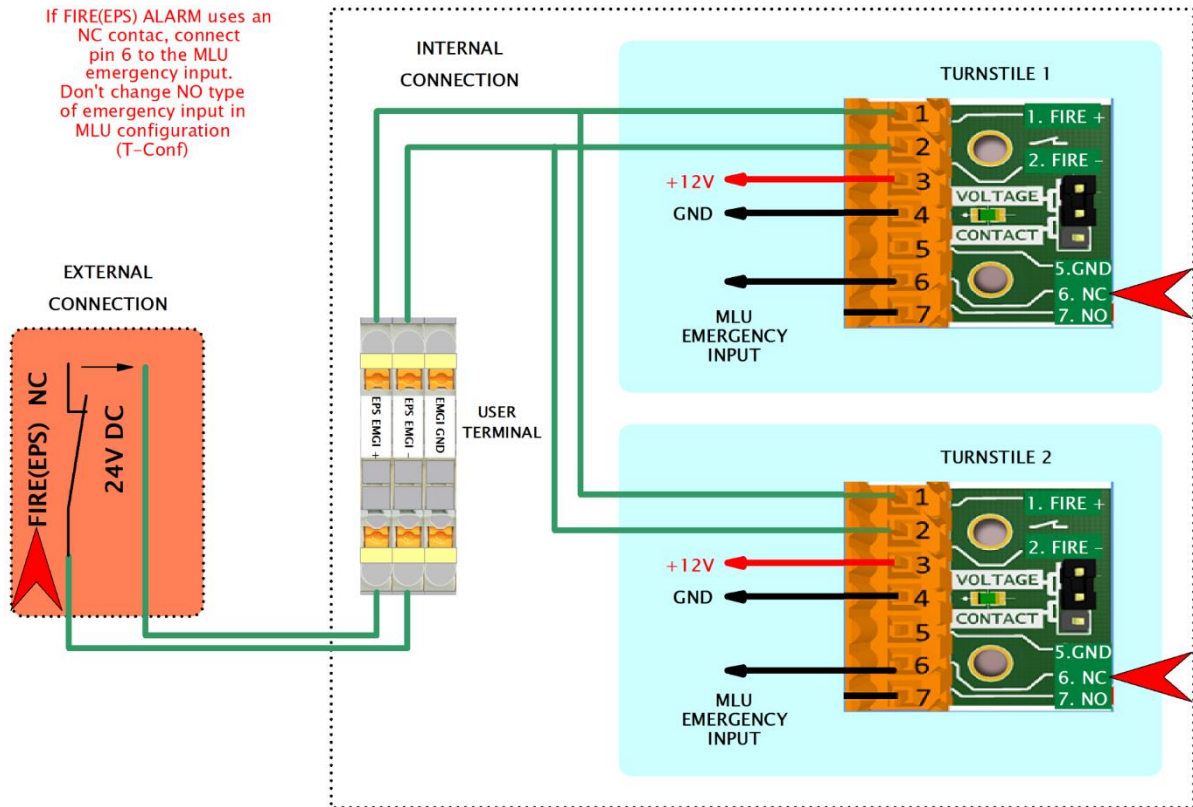 If FIRE(EPS) ALARM uses an
NC contac, connect
pin 6 to the MLU
emergency input.
Don't change NO type
of emergency input in
MLU configuration
(T-Conf)
INTERNAL
CONNECTION
EXTERNAL
CONNECTION
FIRE(EPS) NC
24V DC
EPS EMGI +
EPS EMGI -
EMGI GND
USER
TERMINAL
TURNSTILE 1
1
2
3
4
5
6
7
1. FIRE +
2. FIRE -
VOLTAGE
CONTACT
5.GND
6. NC
7. NO
+12V
GND
MLU
EMERGENCY
INPUT
TURNSTILE 2
1
2
3
4
5
6
7
1. FIRE +
2. FIRE -
VOLTAGE
CONTACT
5.GND
6. NC
7. NO
+12V
GND
MLU
EMERGENCY
INPUT